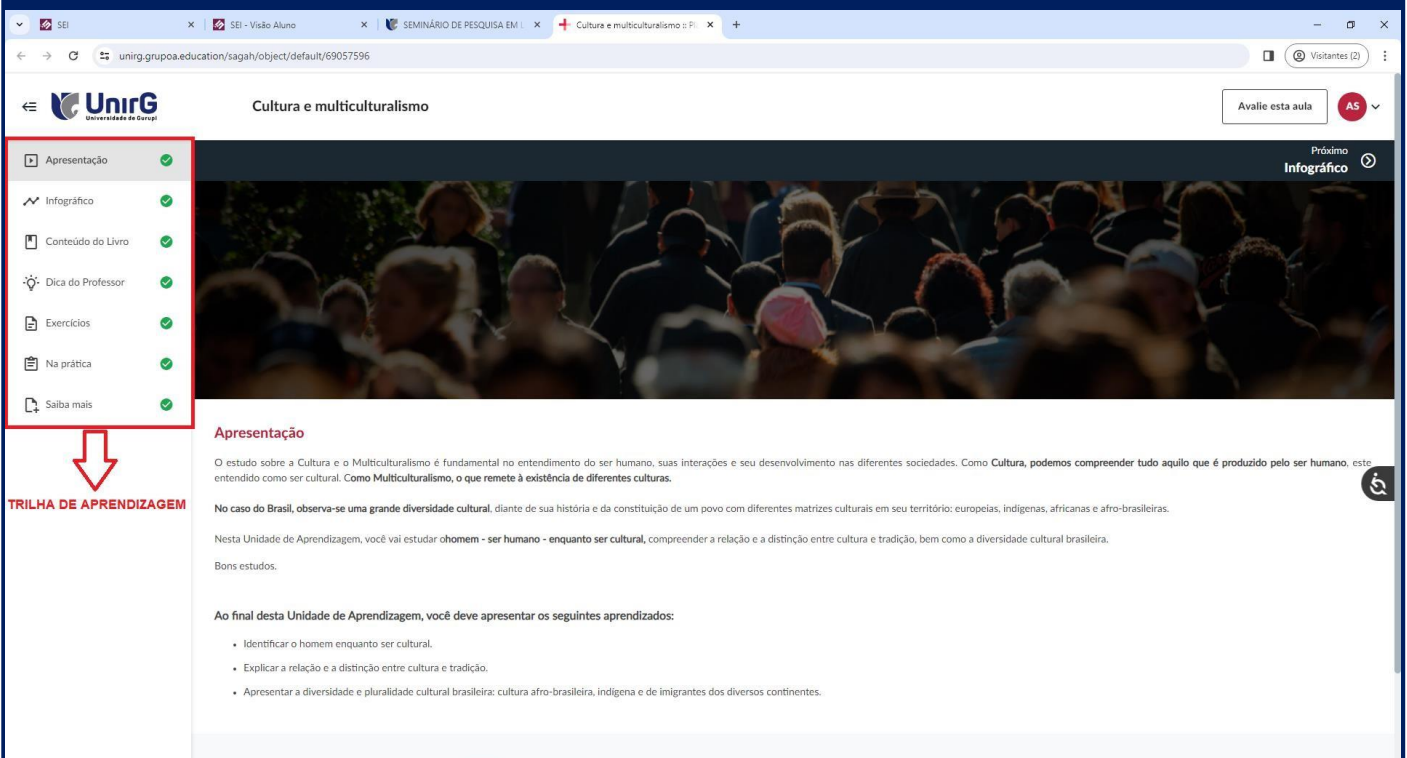 SEI
SEI - Visão Aluno
SEMINÁRIO DE PESQUISA EM L
Cultura e multiculturalismo :: Pl
unirg.grupoa.education/sagah/object/default/69057596
Visitantes (2)
UnirG
Universidade de Gurupi
Cultura e multiculturalismo
Avalie esta aula
AS
Apresentação
Infográfico
Conteúdo do Livro
Dica do Professor
Exercícios
Na prática
Saiba mais
TRILHA DE APRENDIZAGEM
Próximo
Infográfico
Apresentação
O estudo sobre a Cultura e o Multiculturalismo é fundamental no entendimento do ser humano, suas interações e seu desenvolvimento nas diferentes sociedades. Como Cultura, podemos compreender tudo aquilo que é produzido pelo ser humano, este
entendido como ser cultural. Como Multiculturalismo, o que remete à existência de diferentes culturas.
No caso do Brasil, observa-se uma grande diversidade cultural, diante de sua história e da constituição de um povo com diferentes matrizes culturais em seu território: europeias, indígenas, africanas e afro-brasileiras.
Nesta Unidade de Aprendizagem, você vai estudar ohomem - ser humano - enquanto ser cultural, compreender a relação e a distinção entre cultura e tradição, bem como a diversidade cultural brasileira.
Bons estudos.
Ao final desta Unidade de Aprendizagem, você deve apresentar os seguintes aprendizados:
• Identificar o homem enquanto ser cultural.
• Explicar a relação e a distinção entre cultura e tradição.
• Apresentar a diversidade e pluralidade cultural brasileira: cultura afro-brasileira, indígena e de imigrantes dos diversos continentes.